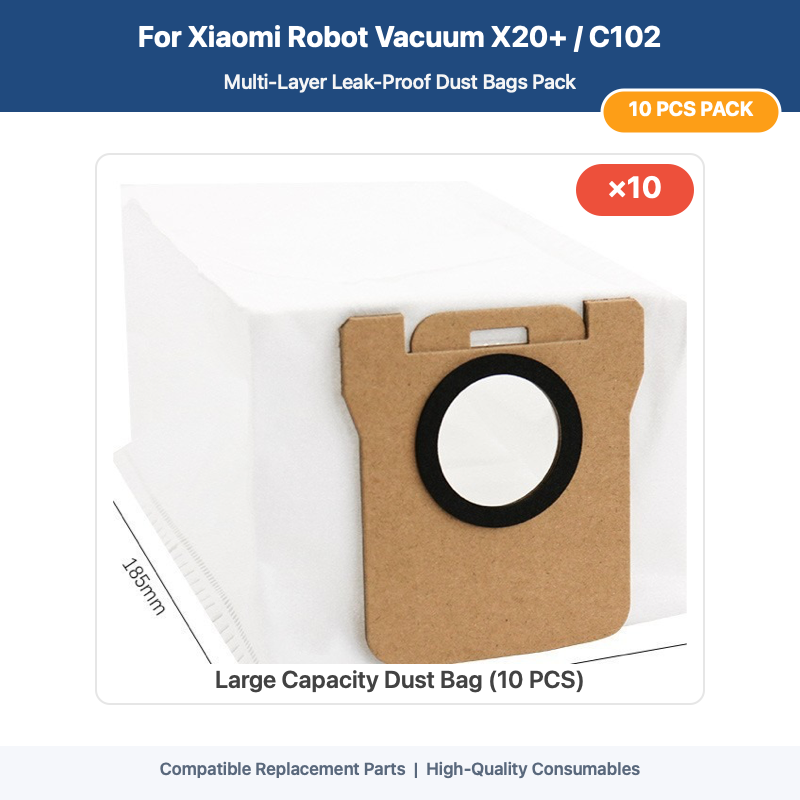 For Xiaomi Robot Vacuum X20+ / C102
Multi-Layer Leak-Proof Dust Bags Pack
10 PCS PACK
×10
185mm
Large Capacity Dust Bag (10 PCS)
Compatible Replacement Parts | High-Quality Consumables